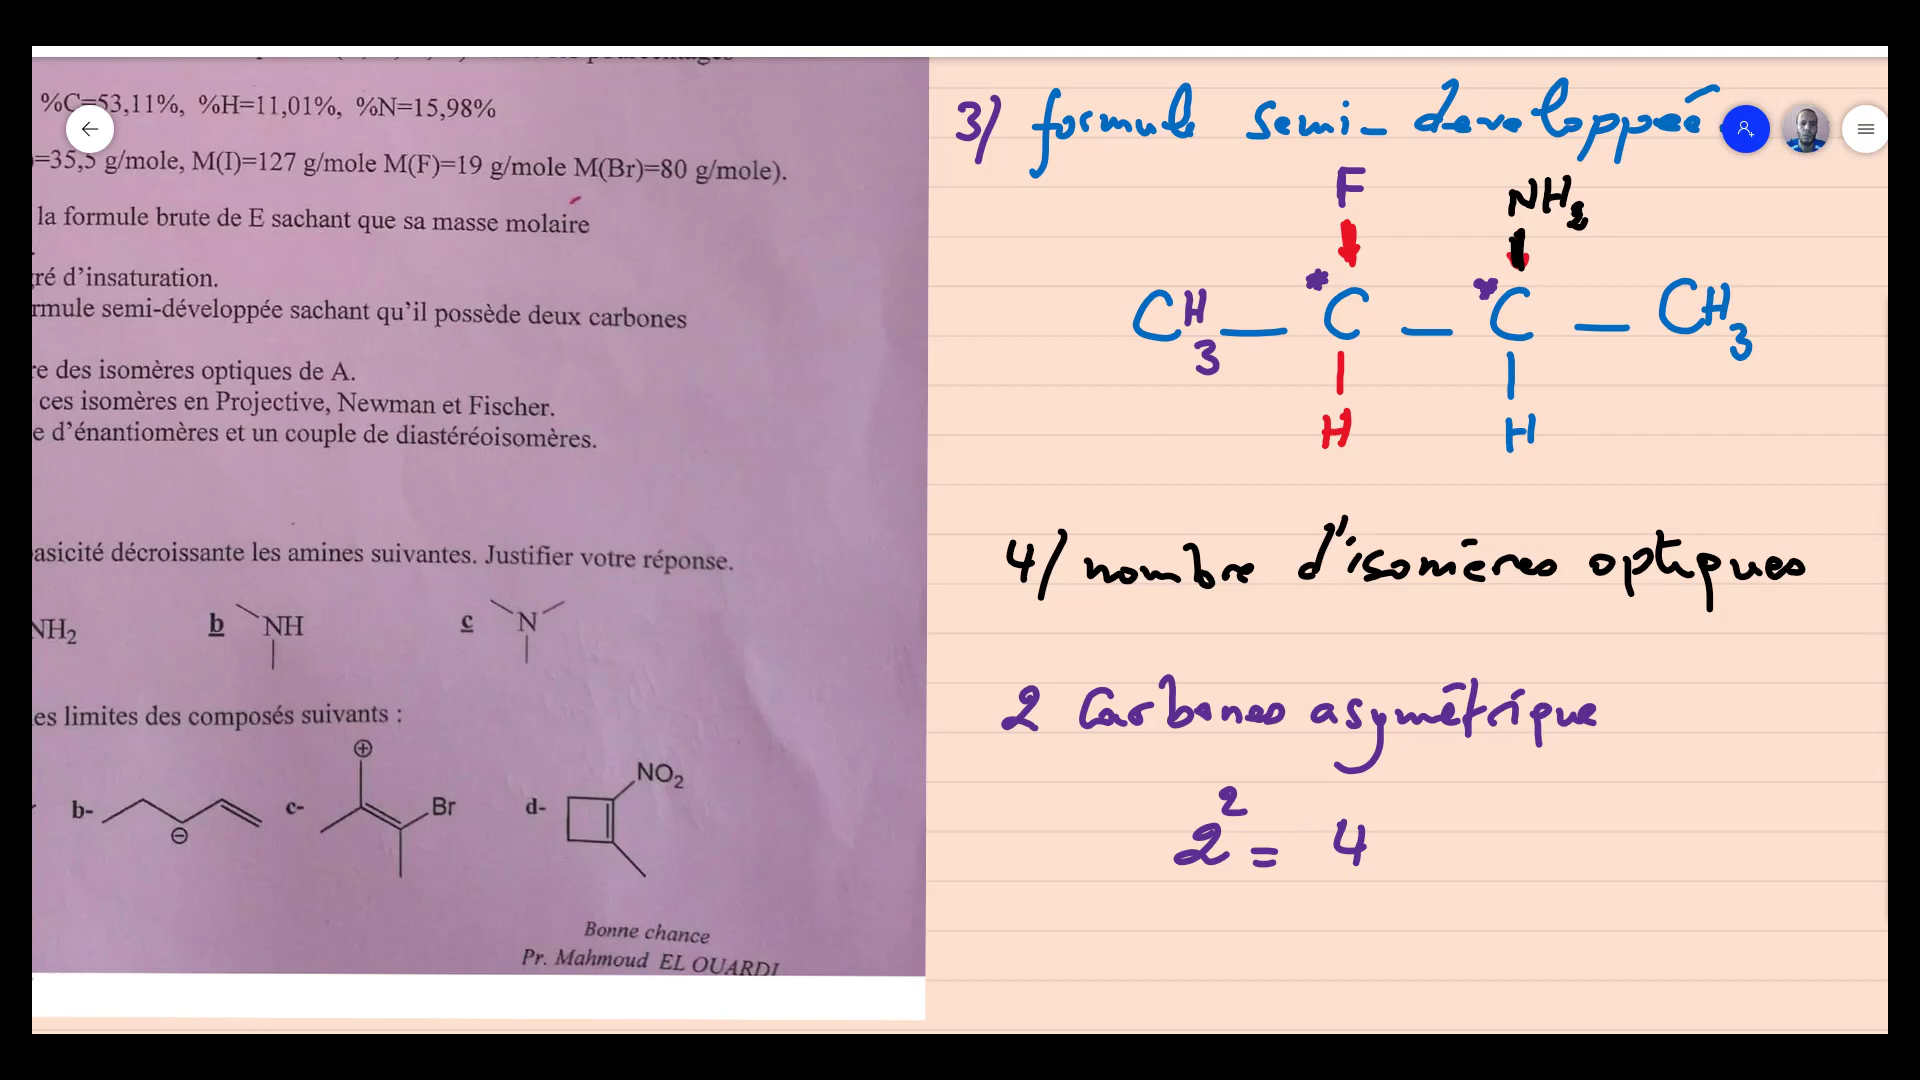 %C=53,11%, %H=11,01%, %N=15,98%
=35,5 g/mole, M(I)=127 g/mole M(F)=19 g/mole M(Br)=80 g/mole).
la formule brute de E sachant que sa masse molaire
ré d'insaturation.
rmule semi-développée sachant qu'il possède deux carbones
re des isomères optiques de A.
ces isomères en Projective, Newman et Fischer.
e d'énantiomères et un couple de diastéréoisomères.
asicité décroissante les amines suivantes. Justifier votre réponse.
NH2 b NH c N
es limites des composés suivants :
b- ⊖ c- ⊕ Br d- NO2
Bonne chance
Pr. Mahmoud EL OUARDI
3/ formule semi-developpée
F NH2
CH3 — C* — C* — CH3
H H
4/ nombre d'isomères optiques
2 Carbones asymétrique
2² = 4